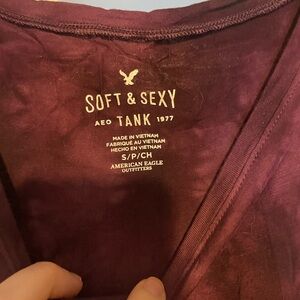 SOFT & SEXY
AEO TANK 1977
MADE IN VIETNAM
FABRIQUÉ AU VIETNAM
HECHO EN VIETNAM
S/P/CH
AMERICAN EAGLE
OUTFITTERS